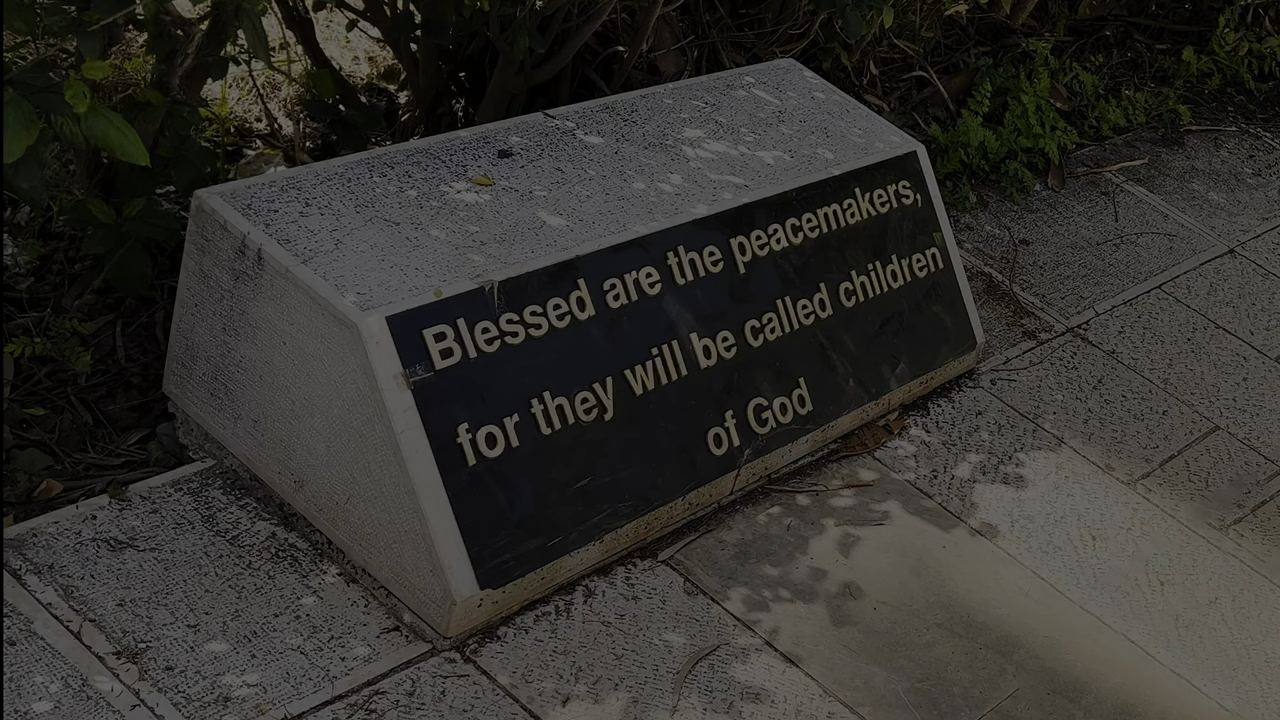 Blessed are the peacemakers,
for they will be called children
of God